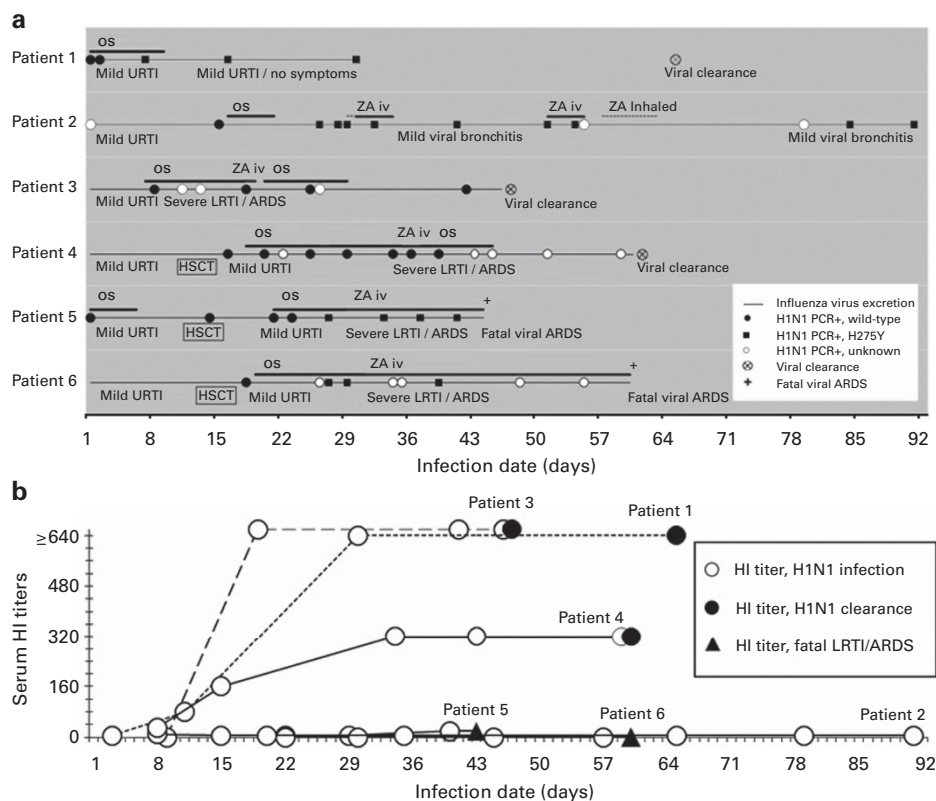 a
os
Patient 1
Mild URTI
Mild URTI / no symptoms
Viral clearance
os
ZA iv
ZA iv
ZA Inhaled
Patient 2
Mild URTI
Mild viral bronchitis
Mild viral bronchitis
os
ZA iv
os
Patient 3
Mild URTI
Severe LRTI / ARDS
Viral clearance
os
ZA iv
os
Patient 4
Mild URTI
HSCT
Mild URTI
Severe LRTI / ARDS
Viral clearance
os
os
ZA iv
+
Patient 5
Mild URTI
HSCT
Mild URTI
Severe LRTI / ARDS
Fatal viral ARDS
os
ZA iv
+
Patient 6
Mild URTI
HSCT
Mild URTI
Severe LRTI / ARDS
Fatal viral ARDS
Influenza virus excretion
H1N1 PCR+, wild-type
H1N1 PCR+, H275Y
H1N1 PCR+, unknown
Viral clearance
+ Fatal viral ARDS
1 8 15 22 29 36 43 50 57 64 71 78 85 92
Infection date (days)
b
Serum HI titers
≥ 640
480
320
160
0
Patient 3
Patient 1
Patient 4
Patient 5
Patient 6
Patient 2
HI titer, H1N1 infection
HI titer, H1N1 clearance
HI titer, fatal LRTI/ARDS
1 8 15 22 29 36 43 50 57 64 71 78 85 92
Infection date (days)